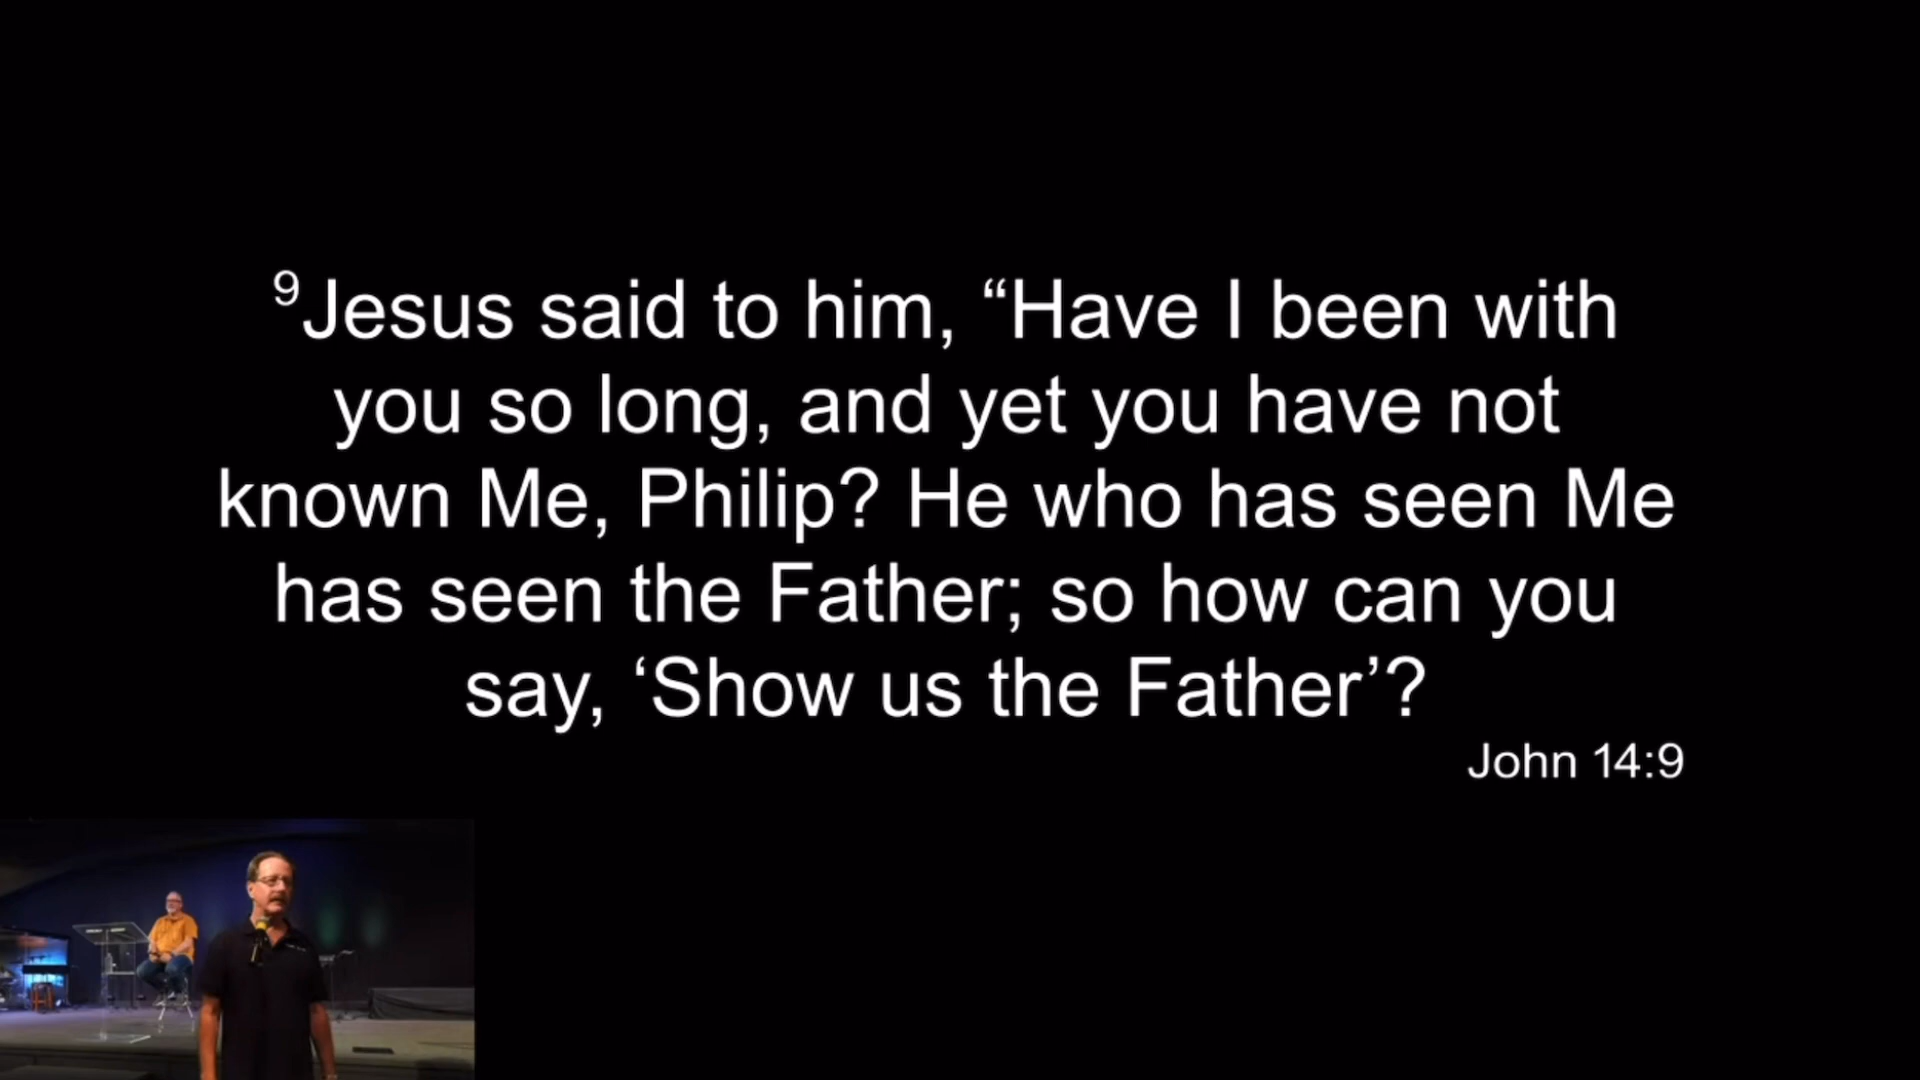 ⁹Jesus said to him, “Have I been with
you so long, and yet you have not
known Me, Philip? He who has seen Me
has seen the Father; so how can you
say, ‘Show us the Father’?
John 14:9